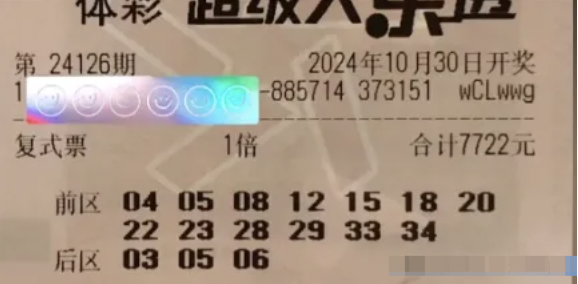 体彩 超级大乐透
第 24126期 2024年10月30日开奖
1 -885714 373151 wCLwwg
复式票 1倍 合计7722元
前区 04 05 08 12 15 18 20
22 23 28 29 33 34
后区 03 05 06